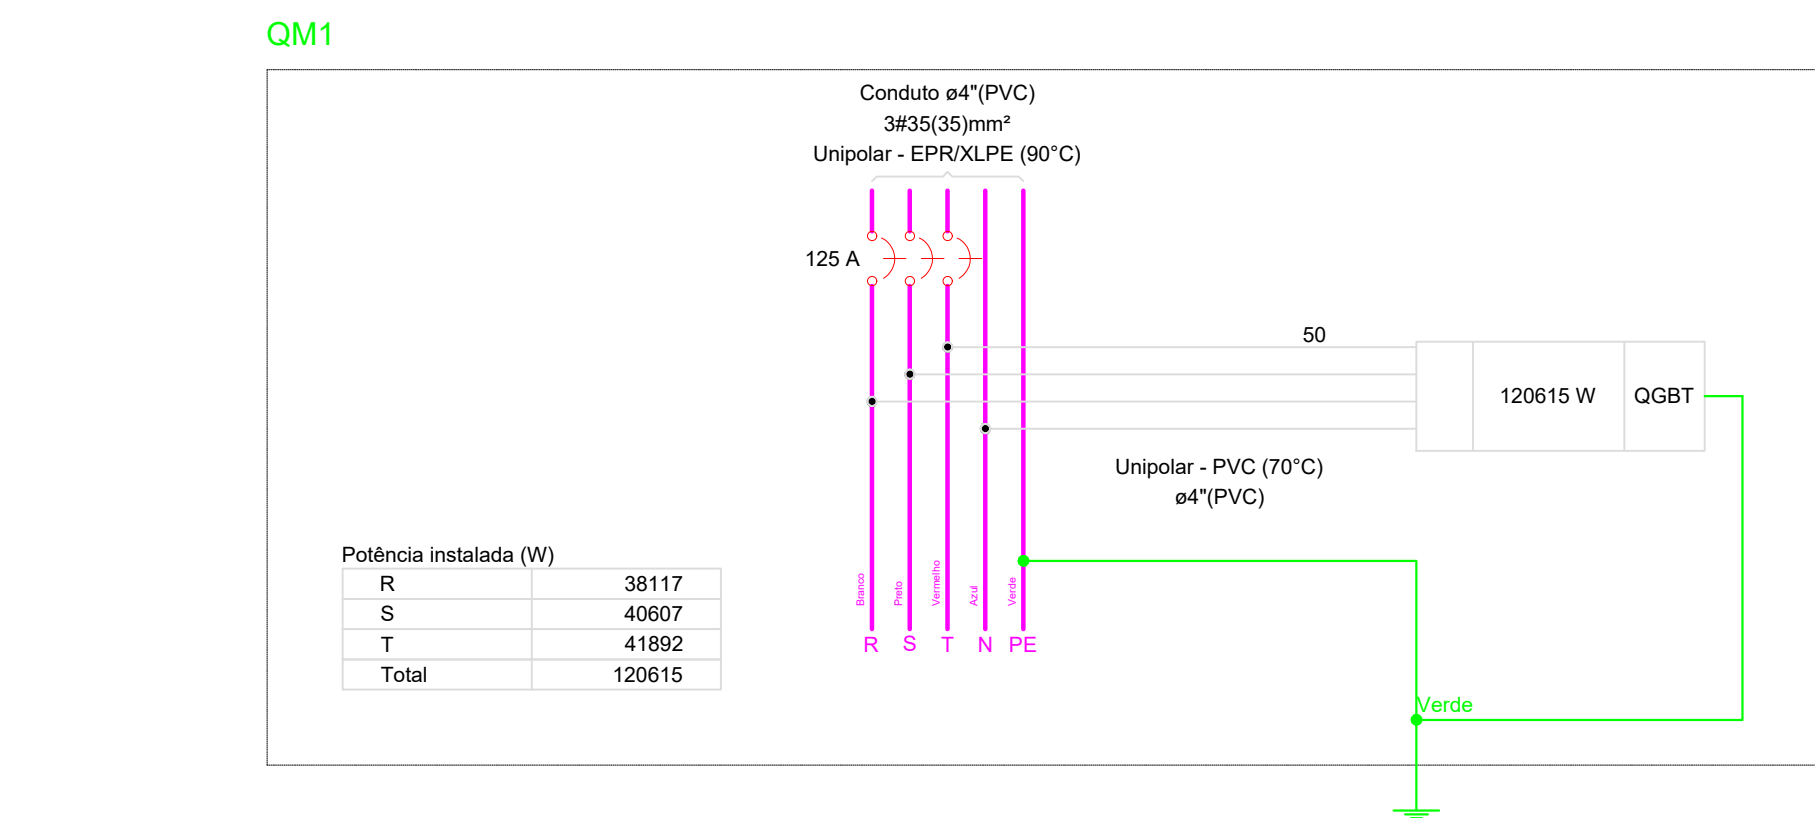 QM1
Conduto ø4"(PVC)
3#35(35)mm²
Unipolar - EPR/XLPE (90°C)
125 A
50
120615 W QGBT
Unipolar - PVC (70°C)
ø4"(PVC)
Potência instalada (W)
R 38117
S 40607
T 41892
Total 120615
Branco
Preto
Vermelho
Azul
Verde
R S T N PE
Verde